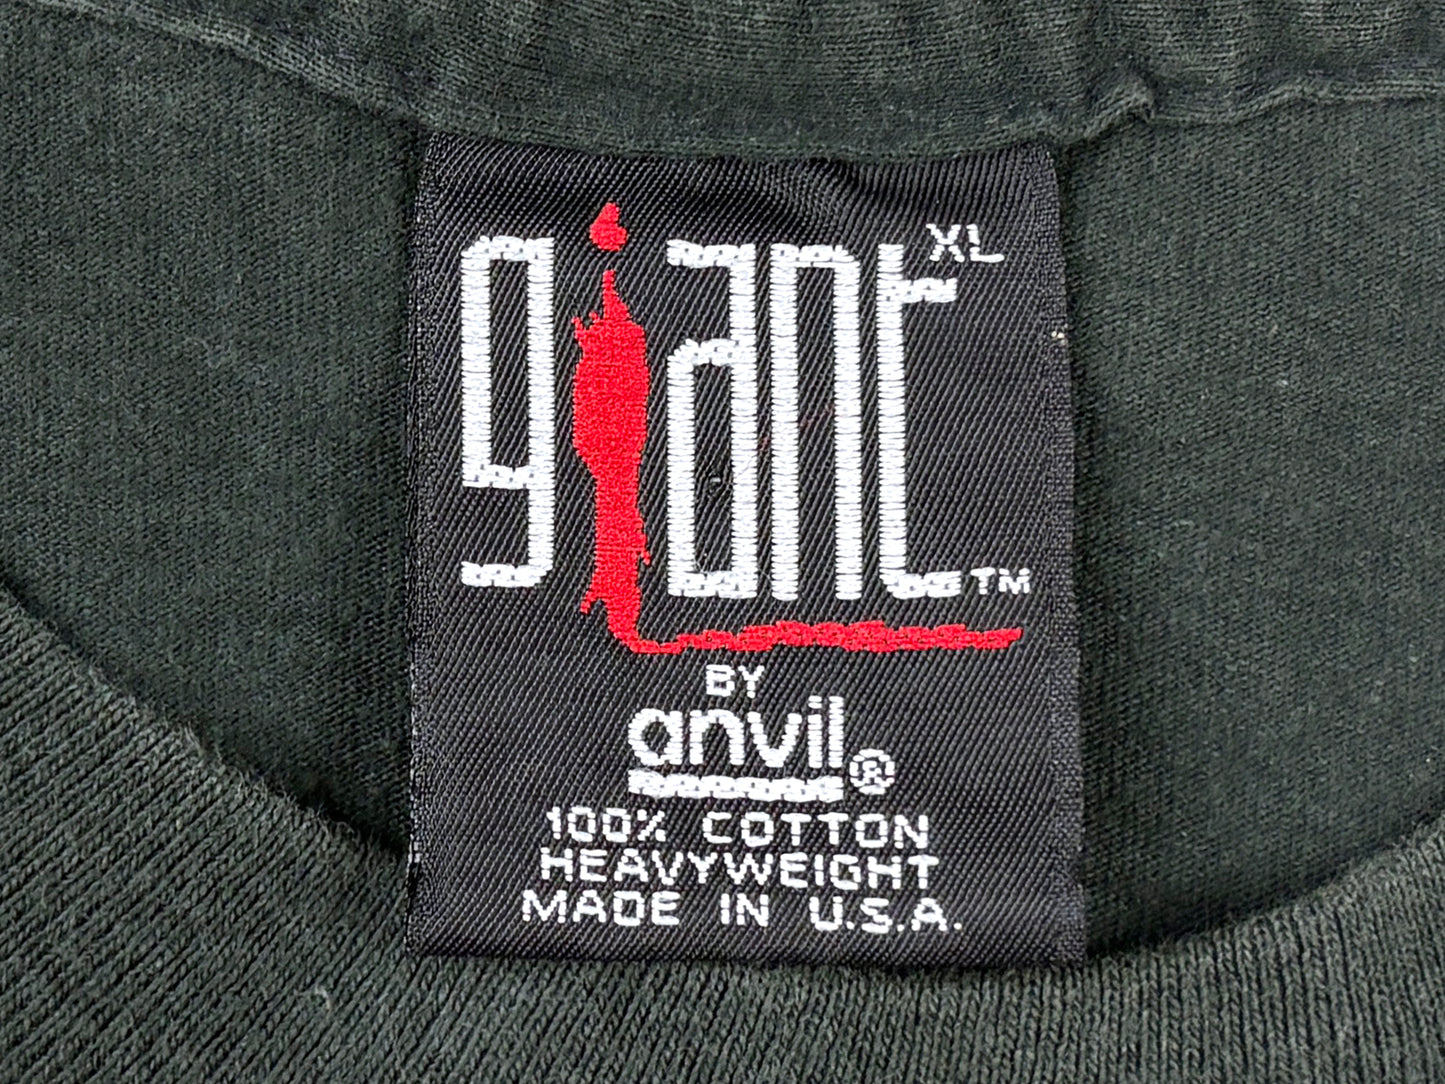 giant XL
TM
BY
anvil®
100% COTTON
HEAVYWEIGHT
MADE IN U.S.A.